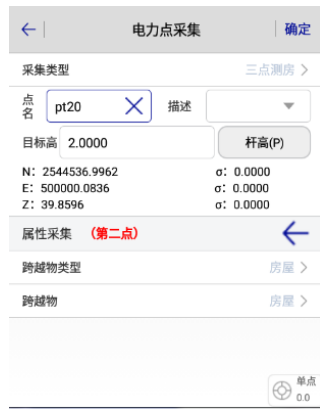 电力点采集 确定
采集类型 三点测房
点名 pt20 描述
目标高 2.0000 杆高(P)
N: 2544536.9962 σ: 0.0000
E: 500000.0836 σ: 0.0000
Z: 39.8596 σ: 0.0000
属性采集 (第二点)
跨越物类型 房屋
跨越物 房屋
单点
0.0